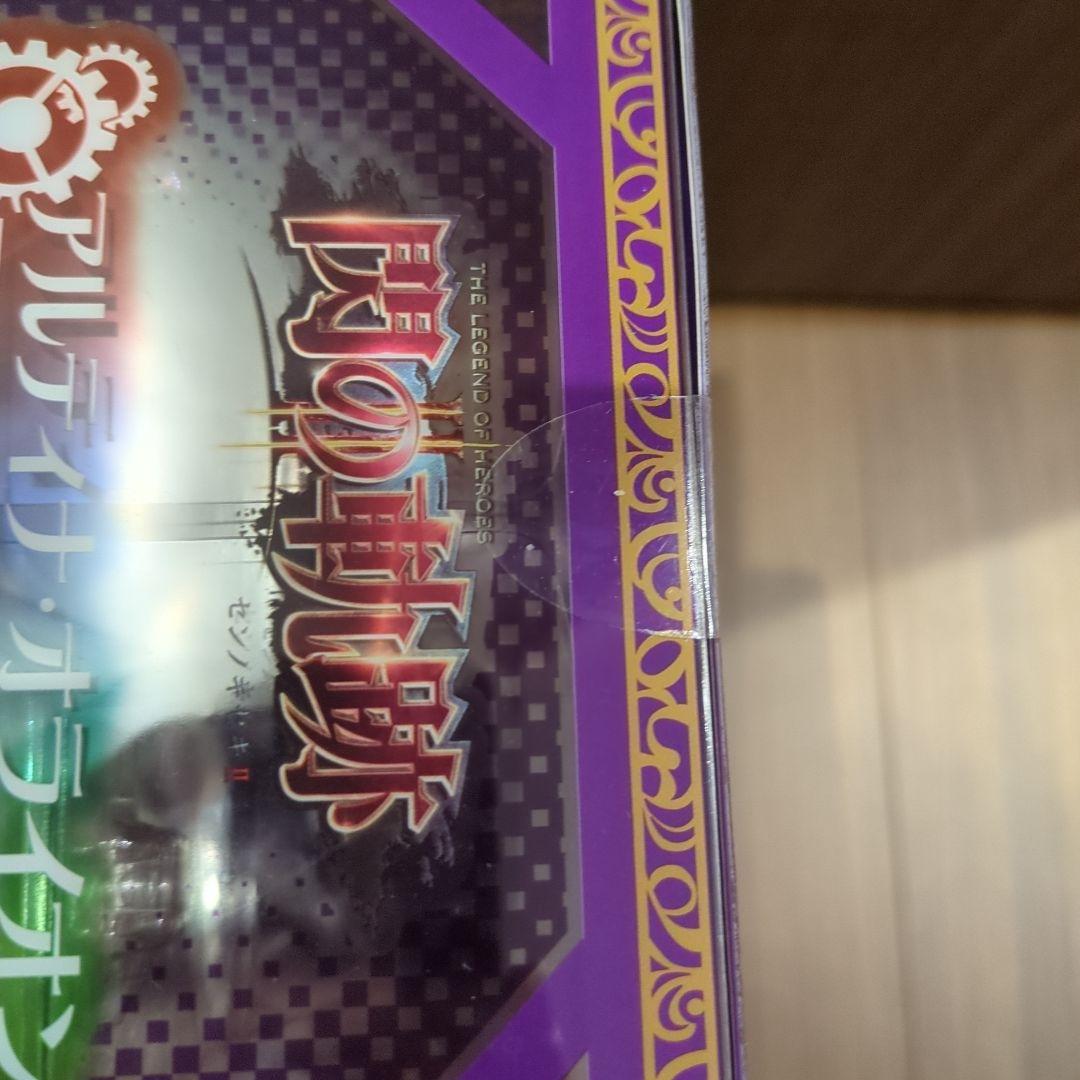 THE LEGEND OF HEROES
閃の軌跡
II
センノキセキ II
アルティナ・オライオン